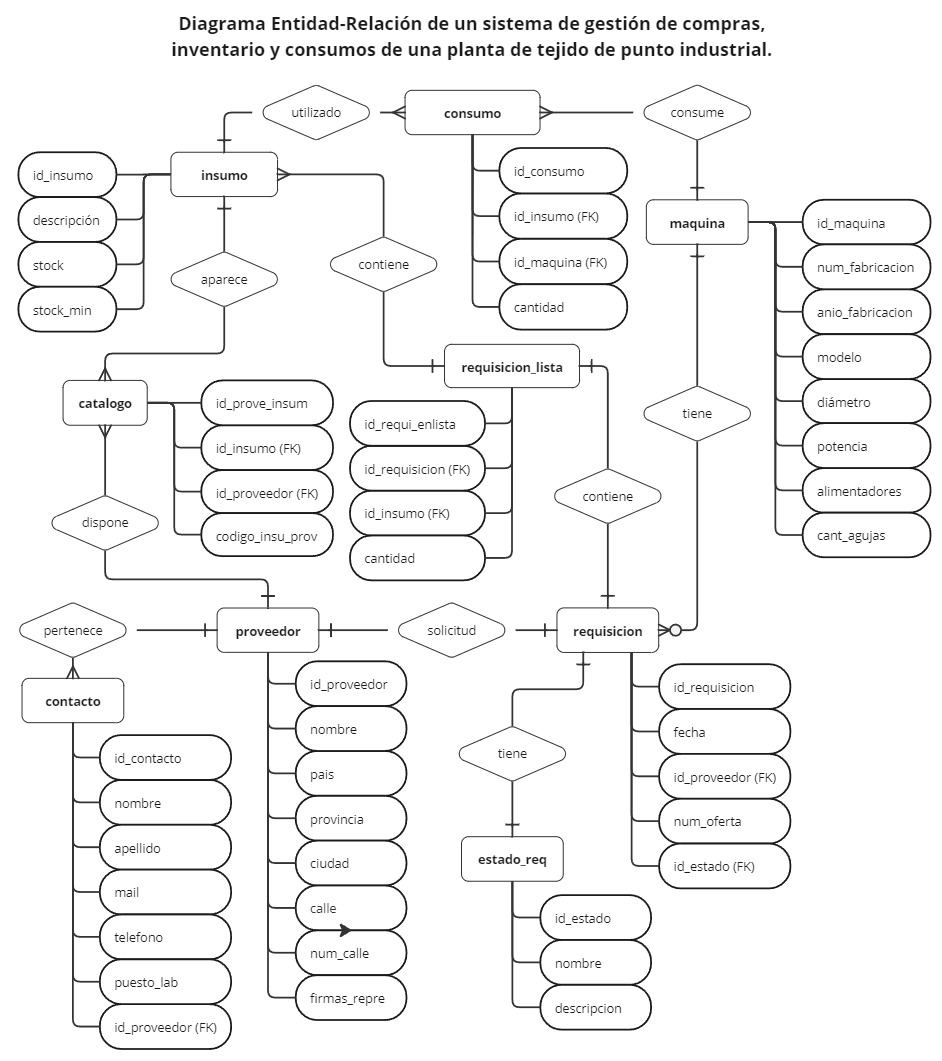 Diagrama Entidad-Relación de un sistema de gestión de compras,
inventario y consumos de una planta de tejido de punto industrial.
utilizado
consumo
consume
insumo
id_insumo
descripción
stock
stock_min
id_consumo
id_insumo (FK)
id_maquina (FK)
cantidad
maquina
id_maquina
num_fabricacion
anio_fabricacion
modelo
diámetro
potencia
alimentadores
cant_agujas
aparece
contiene
catalogo
id_prove_insum
id_insumo (FK)
id_proveedor (FK)
codigo_insu_prov
requisicion_lista
id_requi_enlista
id_requisicion (FK)
id_insumo (FK)
cantidad
tiene
contiene
dispone
pertenece
proveedor
solicitud
requisicion
contacto
id_contacto
nombre
apellido
mail
telefono
puesto_lab
id_proveedor (FK)
id_proveedor
nombre
pais
provincia
ciudad
calle
num_calle
firmas_repre
tiene
id_requisicion
fecha
id_proveedor (FK)
num_oferta
id_estado (FK)
estado_req
id_estado
nombre
descripcion